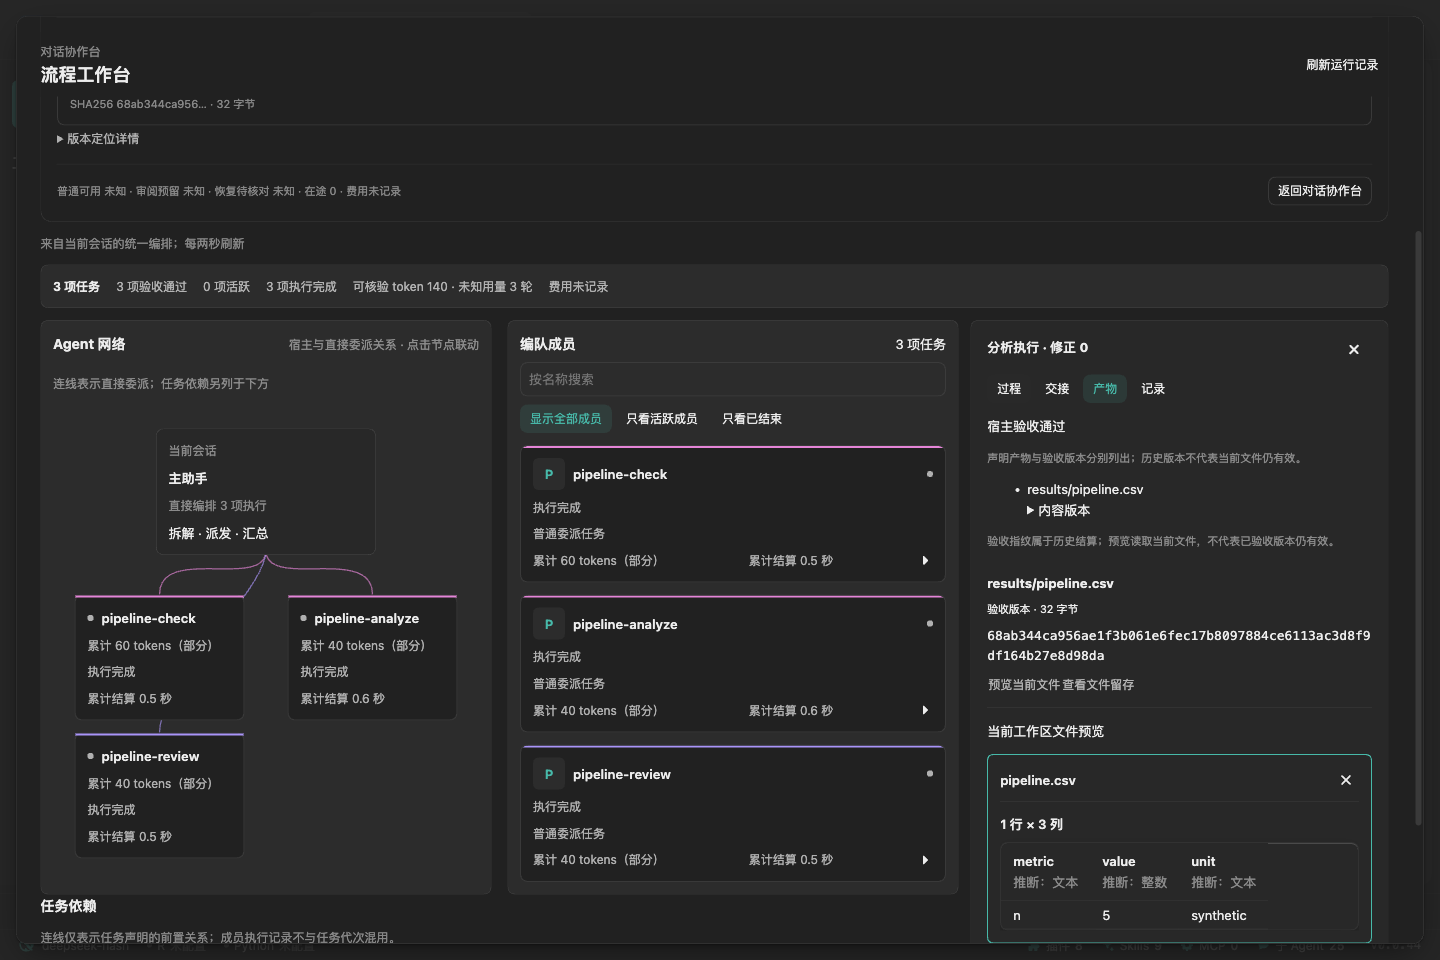 对话协作台
流程工作台
刷新运行记录
SHA256 68ab344ca956... · 32 字节
版本定位详情
普通可用 未知 · 审阅预留 未知 · 恢复待核对 未知 · 在途 0 · 费用未记录
返回对话协作台
来自当前会话的统一编排；每两秒刷新
3 项任务 3 项验收通过 0 项活跃 3 项执行完成 可核验 token 140 · 未知用量 3 轮 费用未记录
Agent 网络
宿主与直接委派关系 · 点击节点联动
连线表示直接委派；任务依赖另列于下方
当前会话
主助手
直接编排 3 项执行
拆解 · 派发 · 汇总
pipeline-check
累计 60 tokens（部分）
执行完成
累计结算 0.5 秒
pipeline-analyze
累计 40 tokens（部分）
执行完成
累计结算 0.6 秒
pipeline-review
累计 40 tokens（部分）
执行完成
累计结算 0.5 秒
任务依赖
连线仅表示任务声明的前置关系；成员执行记录不与任务代次混用。
编队成员
3 项任务
按名称搜索
显示全部成员 只看活跃成员 只看已结束
P pipeline-check
执行完成
普通委派任务
累计 60 tokens（部分） 累计结算 0.5 秒
P pipeline-analyze
执行完成
普通委派任务
累计 40 tokens（部分） 累计结算 0.6 秒
P pipeline-review
执行完成
普通委派任务
累计 40 tokens（部分） 累计结算 0.5 秒
分析执行 · 修正 0
过程 交接 产物 记录
宿主验收通过
声明产物与验收版本分别列出；历史版本不代表当前文件仍有效。
results/pipeline.csv
内容版本
验收指纹属于历史结算；预览读取当前文件，不代表已验收版本仍有效。
results/pipeline.csv
验收版本 · 32 字节
68ab344ca956ae1f3b061e6fec17b8097884ce6113ac3d8f9
df164b27e8d98da
预览当前文件 查看文件留存
当前工作区文件预览
pipeline.csv
1 行 × 3 列
metric value unit
推断：文本 推断：整数 推断：文本
n 5 synthetic